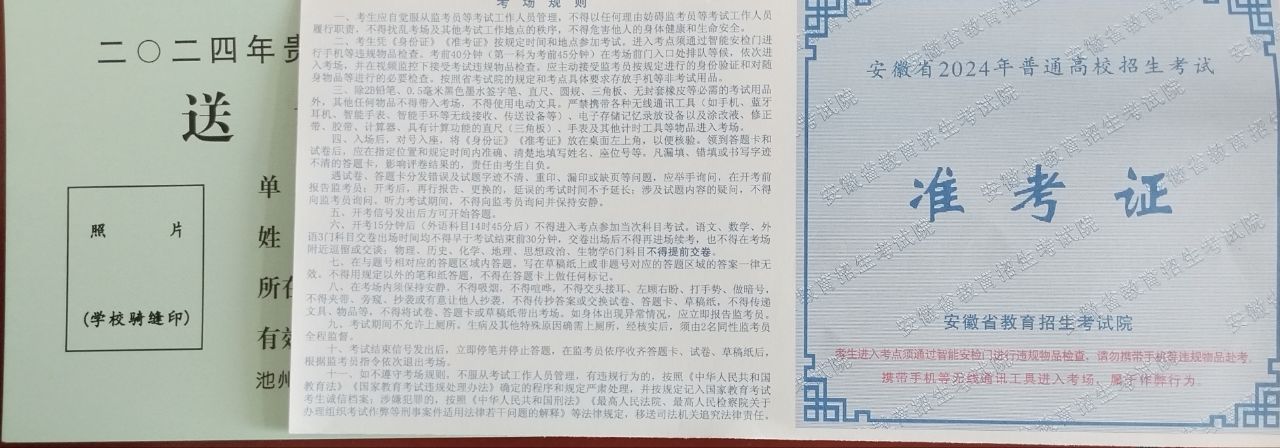 二〇二四年贵
送
照 片
(学校骑缝印)
单
姓
所在
有效
池州
考 场 规 则
一、考生应自觉服从监考员等考试工作人员管理，不得以任何理由妨碍监考员等考试工作人员
履行职责，不得扰乱考场及其他考试工作地点的秩序，不得危害他人的身体健康和生命安全。
二、考生凭《身份证》《准考证》按规定时间和地点参加考试。进入考点须通过智能安检门进
行手机等违规物品检查。考前40分钟（第一科为考前45分钟）在考场前门入口处排队等候，依次进
入考场，并在视频监控下接受考试违规物品检查，应主动接受监考员按规定进行的身份验证和对随
身物品等进行的必要检查。按照省考试院的规定和考点具体要求存放手机等非考试用品。
三、除2B铅笔、0.5毫米黑色墨水签字笔、直尺、圆规、三角板、无封套橡皮等必需的考试用品
外，其他任何物品不得带入考场，不得使用电动文具。严禁携带各种无线通讯工具（如手机、蓝牙
耳机、智能手表、智能手环等无线接收、传送设备等）、电子存储记忆录放设备以及涂改液、修正
带、胶带、计算器、具有计算功能的直尺（三角板）、手表及其他计时工具等物品进入考场。
四、入场后，对号入座，将《身份证》《准考证》放在桌面左上角，以便核验。领到答题卡和
试卷后，应在指定位置和规定时间内准确、清楚地填写姓名、座位号等。凡漏填、错填或书写字迹
不清的答题卡，影响评卷结果的，责任由考生自负。
遇试卷、答题卡分发错误及试题字迹不清、重印、漏印或缺页等问题，应举手询问，在开考前
报告监考员；开考后，再行报告、更换的，延误的考试时间不予延长；涉及试题内容的疑问，不得
向监考员询问。听力考试期间，不得向监考员询问并保持安静。
五、开考信号发出后方可开始答题。
六、开考15分钟后（外语科目14时45分后）不得进入考点参加当次科目考试。语文、数学、外
语3门科目交卷出场时间均不得早于考试结束前30分钟，交卷出场后不得再进场续考，也不得在考场
附近逗留或交谈；物理、历史、化学、地理、思想政治、生物学6门科目不得提前交卷。
七、在与题号相对应的答题区域内答题，写在草稿纸上或非题号对应的答题区域的答案一律无
效。不得用规定以外的笔和纸答题，不得在答题卡上做任何标记。
八、在考场内须保持安静，不得吸烟，不得喧哗，不得交头接耳、左顾右盼、打手势、做暗号，
不得夹带、旁窥、抄袭或有意让他人抄袭，不得传抄答案或交换试卷、答题卡、草稿纸，不得传递
文具、物品等，不得将试卷、答题卡或草稿纸带出考场。如身体出现异常情况，应立即报告监考员。
九、考试期间不允许上厕所。生病及其他特殊原因确需上厕所，经核实后，须由2名同性监考员
全程监督。
十、考试结束信号发出后，立即停笔并停止答题，在监考员依序收齐答题卡、试卷、草稿纸后，
根据监考员指令依次退出考场。
十一、如不遵守考场规则，不服从考试工作人员管理，有违规行为的，按照《中华人民共和国
教育法》《国家教育考试违规处理办法》确定的程序和规定严肃处理，并按规定记入国家教育考试
考生诚信档案；涉嫌犯罪的，按照《中华人民共和国刑法》《最高人民法院、最高人民检察院关于
办理组织考试作弊等刑事案件适用法律若干问题的解释》等法律规定，移送司法机关追究法律责任。
安徽省2024年普通高校招生考试
准考证
安徽省教育招生考试院
考生进入考点须通过智能安检门进行违规物品检查，请勿携带手机等违规物品赴考。
携带手机等无线通讯工具进入考场，属于作弊行为。